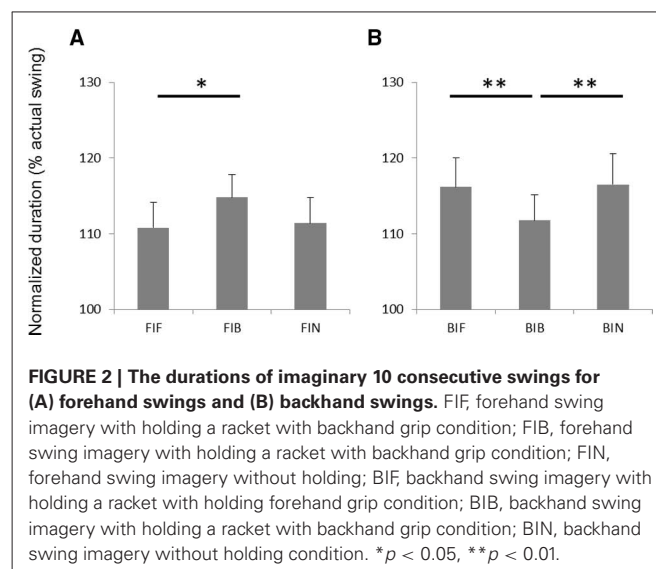 A
B
Normalized duration (% actual swing)
130
120
110
100
*
FIF
FIB
FIN
130
120
110
100
**
**
BIF
BIB
BIN
FIGURE 2 | The durations of imaginary 10 consecutive swings for
(A) forehand swings and (B) backhand swings. FIF, forehand swing
imagery with holding a racket with backhand grip condition; FIB, forehand
swing imagery with holding a racket with backhand grip condition; FIN,
forehand swing imagery without holding; BIF, backhand swing imagery with
holding a racket with holding forehand grip condition; BIB, backhand swing
imagery with holding a racket with backhand grip condition; BIN, backhand
swing imagery without holding condition. *p < 0.05, **p < 0.01.